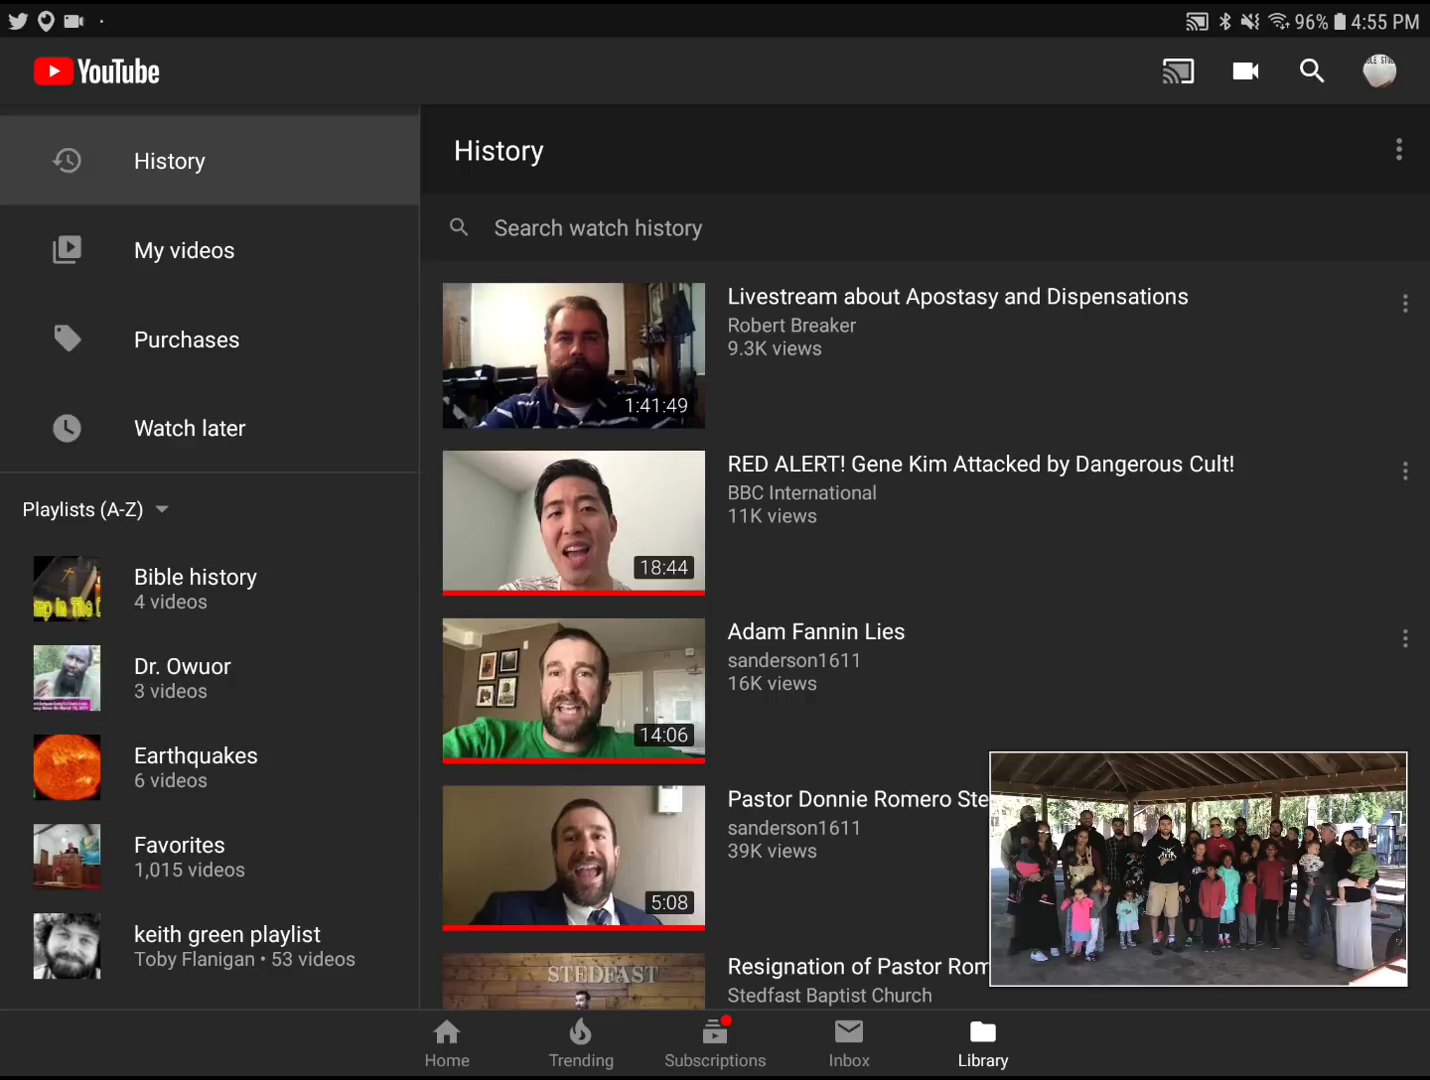 96% 4:55 PM
YouTube
History
My videos
Purchases
Watch later
Playlists (A-Z)
Bible history
4 videos
Dr. Owuor
3 videos
Earthquakes
6 videos
Favorites
1,015 videos
keith green playlist
Toby Flanigan • 53 videos
History
Search watch history
1:41:49
Livestream about Apostasy and Dispensations
Robert Breaker
9.3K views
18:44
RED ALERT! Gene Kim Attacked by Dangerous Cult!
BBC International
11K views
14:06
Adam Fannin Lies
sanderson1611
16K views
5:08
Pastor Donnie Romero Ste
sanderson1611
39K views
STEDFAST
Resignation of Pastor Rom
Stedfast Baptist Church
Home
Trending
Subscriptions
Inbox
Library